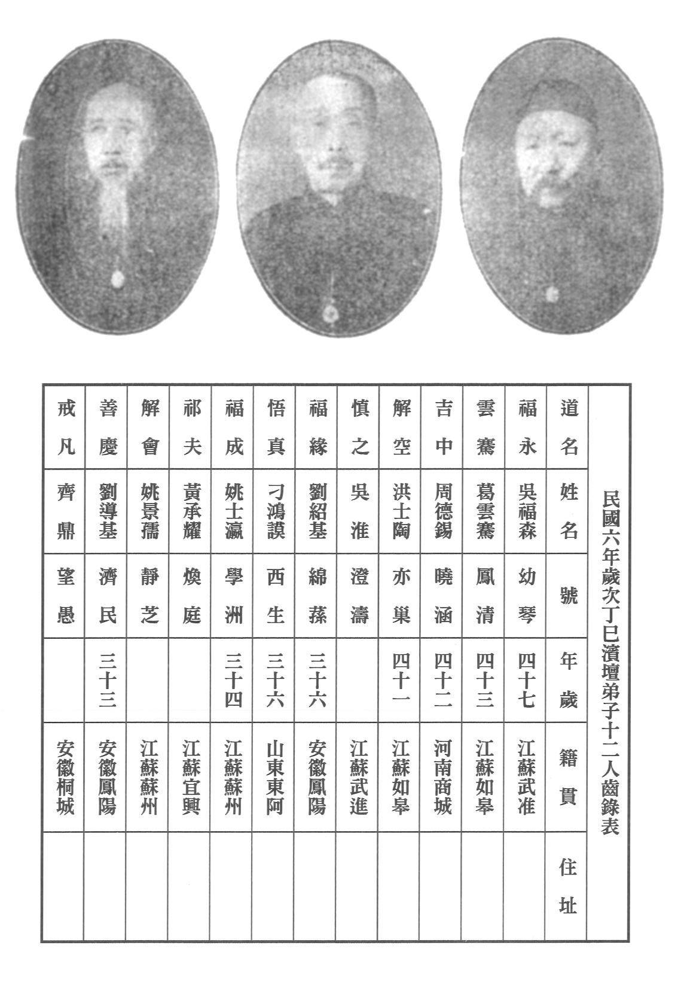 民國六年歲次丁巳濱壇弟子十二人齒錄表
道名 姓名 號 年歲 籍貫 住址
福永 吳福森 幼琴 四十七 江蘇武准
雲騫 葛雲騫 鳳清 四十三 江蘇如皋
吉中 周德錫 曉涵 四十二 河南商城
解空 洪士陶 亦巢 四十一 江蘇如皋
慎之 吳淮 澄濤 江蘇武進
福緣 劉紹基 綿蓀 三十六 安徽鳳陽
悟真 刁鴻謨 西生 三十六 山東東阿
福成 姚士瀛 學洲 三十四 江蘇蘇州
祁夫 黃承耀 煥庭 江蘇宜興
解會 姚景孺 靜芝 江蘇蘇州
善慶 劉導基 濟民 三十三 安徽鳳陽
戒凡 齊鼎 望愚 安徽桐城